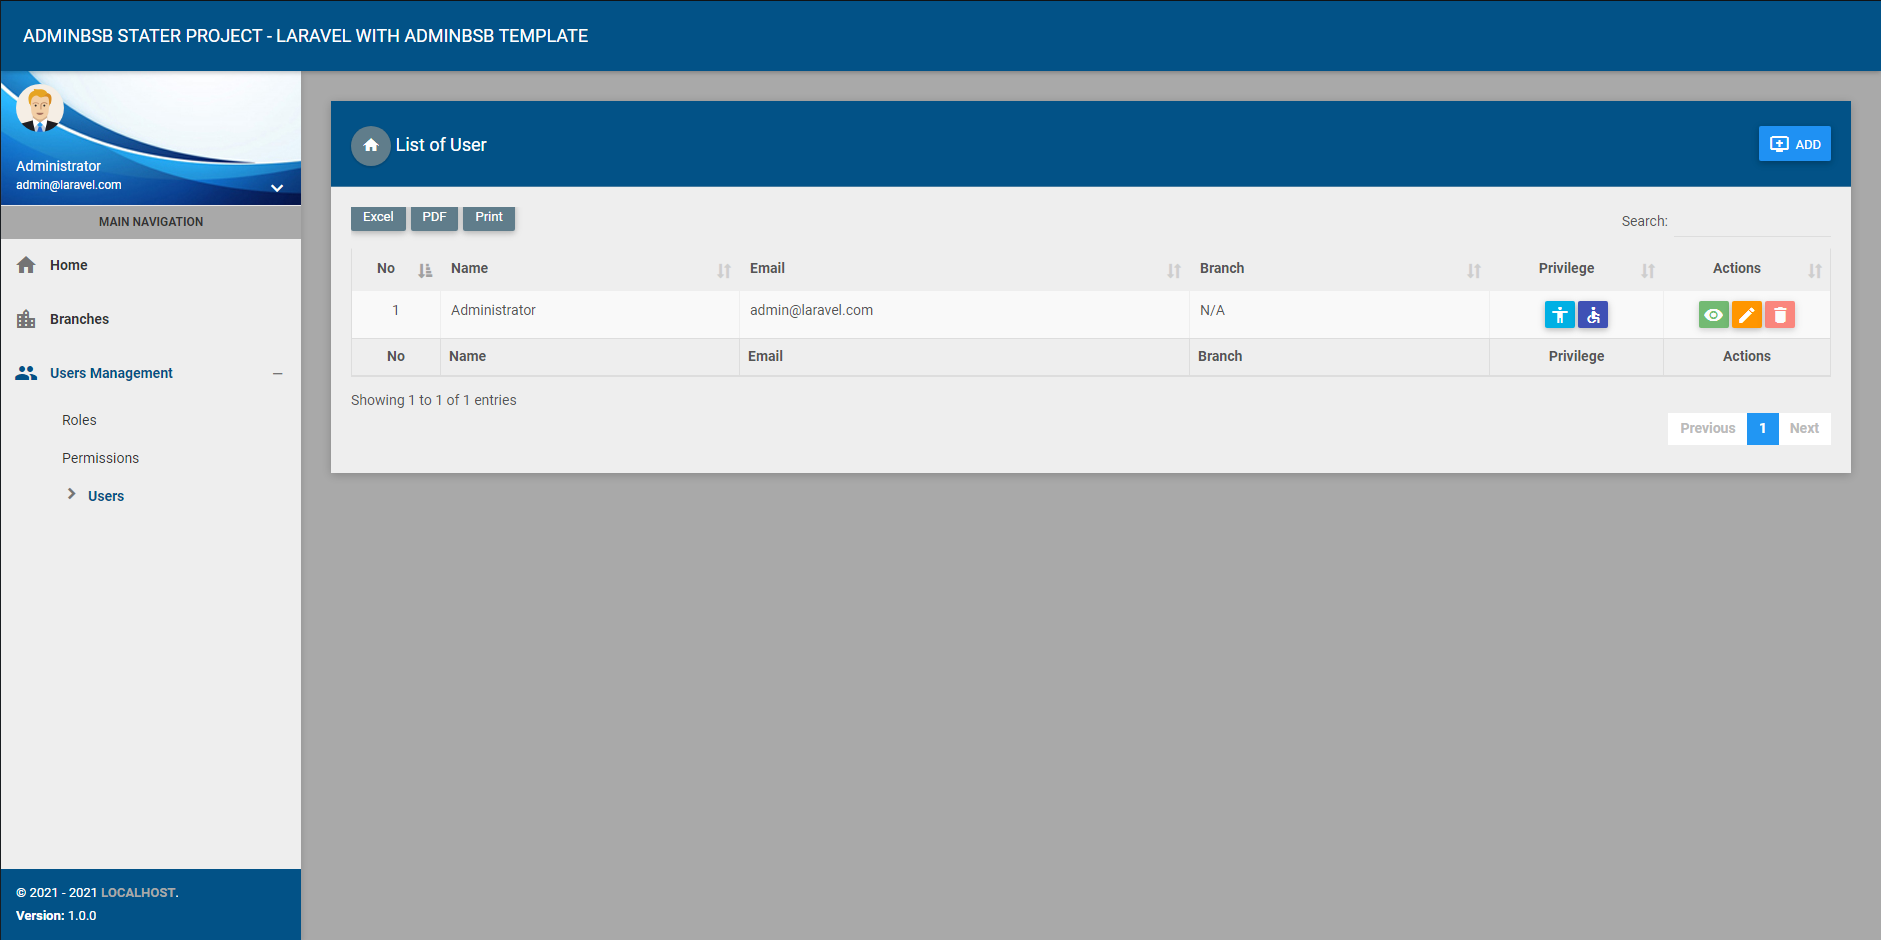 ADMINBSB STATER PROJECT - LARAVEL WITH ADMINBSB TEMPLATE
Administrator
admin@laravel.com
MAIN NAVIGATION
Home
Branches
Users Management
Roles
Permissions
Users
© 2021 - 2021 LOCALHOST.
Version: 1.0.0
List of User
ADD
Excel PDF Print
Search:
No Name Email Branch Privilege Actions
1 Administrator admin@laravel.com N/A
No Name Email Branch Privilege Actions
Showing 1 to 1 of 1 entries
Previous 1 Next